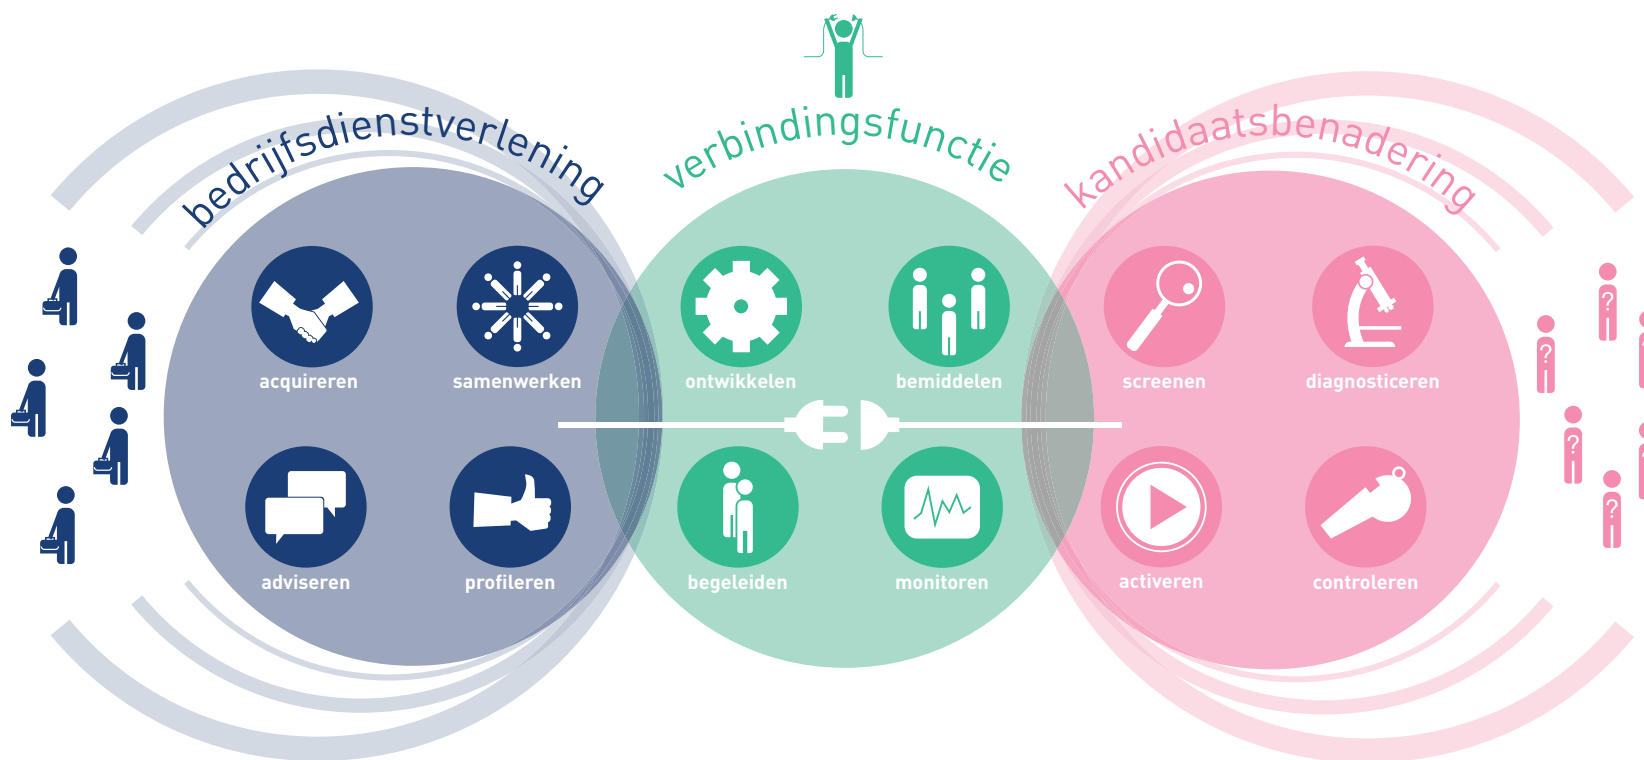 bedrijfsdienstverlening
verbindingsfunctie
kandidaatsbenadering
acquireren
samenwerken
ontwikkelen
bemiddelen
screenen
diagnosticeren
adviseren
profileren
begeleiden
monitoren
activeren
controleren
?
?
?
?